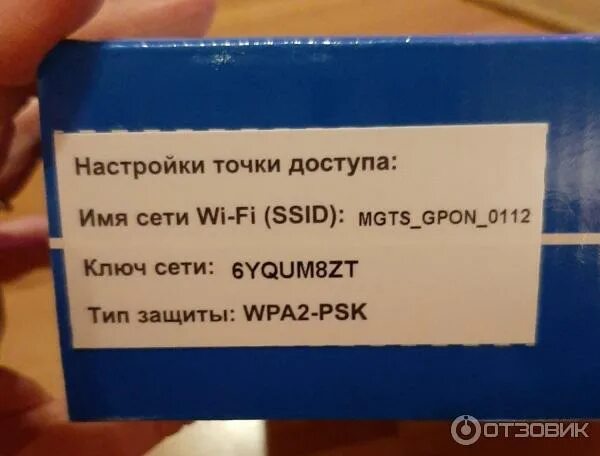 Настройки точки доступа:
Имя сети Wi-Fi (SSID): MGTS_GPON_0112
Ключ сети: 6YQUM8ZT
Тип защиты: WPA2-PSK
ОТЗОВИК